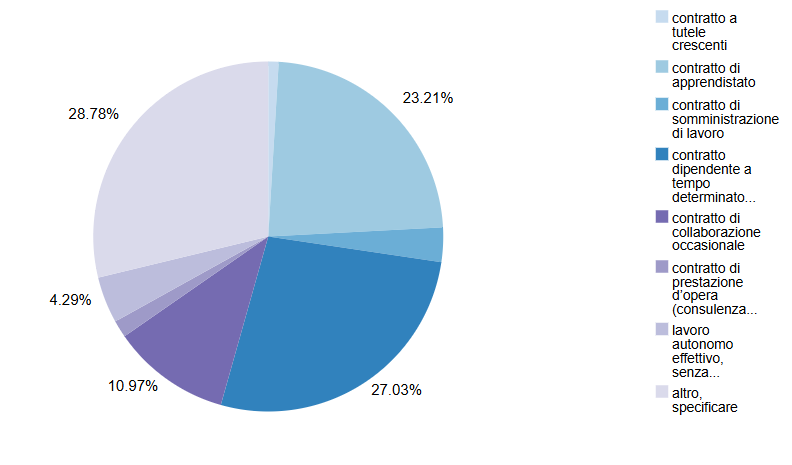 contratto a
tutele
crescenti
contratto di
apprendistato
contratto di
somministrazione
di lavoro
contratto
dipendente a
tempo
determinato...
contratto di
collaborazione
occasionale
contratto di
prestazione
d'opera
(consulenza...
lavoro
autonomo
effettivo,
senza...
altro,
specificare
23.21%
28.78%
4.29%
10.97%
27.03%